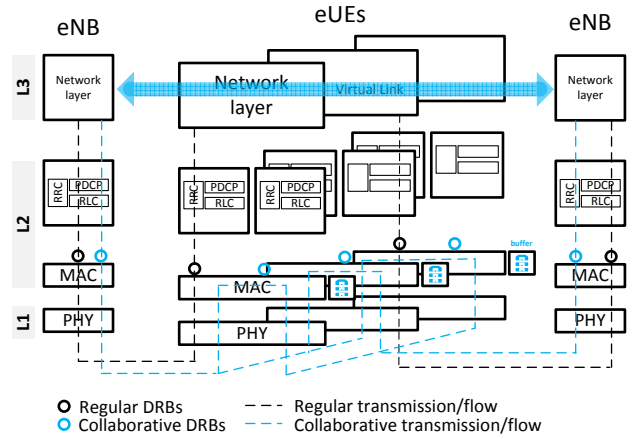 eNB
eUEs
eNB
L3
Network
layer
Network
layer
Virtual Link
Network
layer
L2
RRC
PDCP
RLC
RRC
PDCP
RLC
RRC
PDCP
RLC
RRC
PDCP
RLC
buffer
MAC
MAC
MAC
L1
PHY
PHY
PHY
Regular DRBs
Regular transmission/flow
Collaborative DRBs
Collaborative transmission/flow